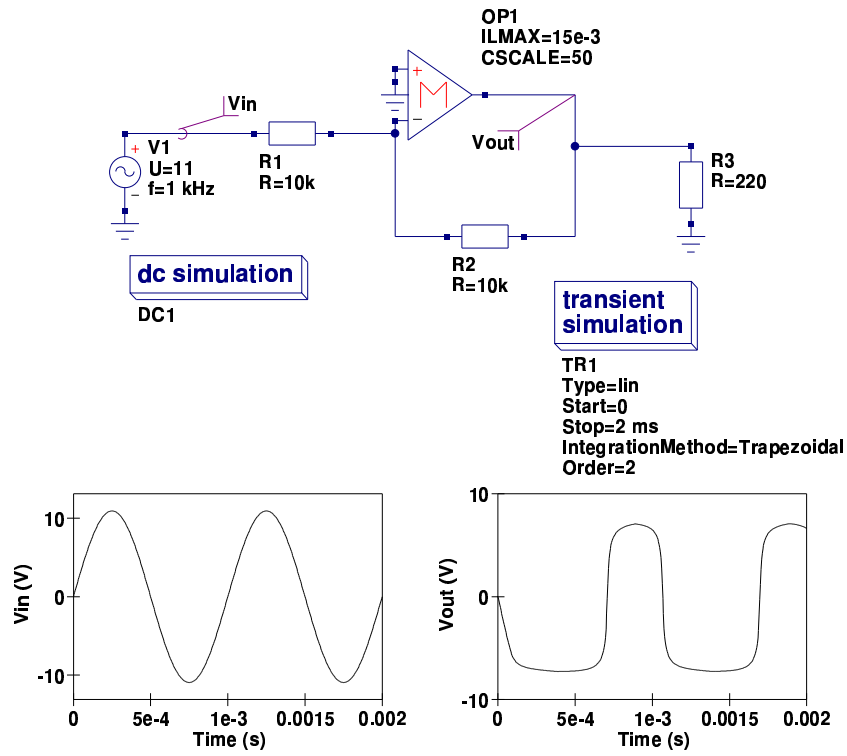 OP1
ILMAX=15e-3
CSCALE=50
+
M
−
Vin
Vout
+
V1
U=11
f=1 kHz
−
R1
R=10k
R3
R=220
R2
R=10k
dc simulation
DC1
transient
simulation
TR1
Type=lin
Start=0
Stop=2 ms
IntegrationMethod=Trapezoidal
Order=2
Vin (V)
10
0
-10
0 5e-4 1e-3 0.0015 0.002
Time (s)
Vout (V)
10
0
-10
0 5e-4 1e-3 0.0015 0.002
Time (s)